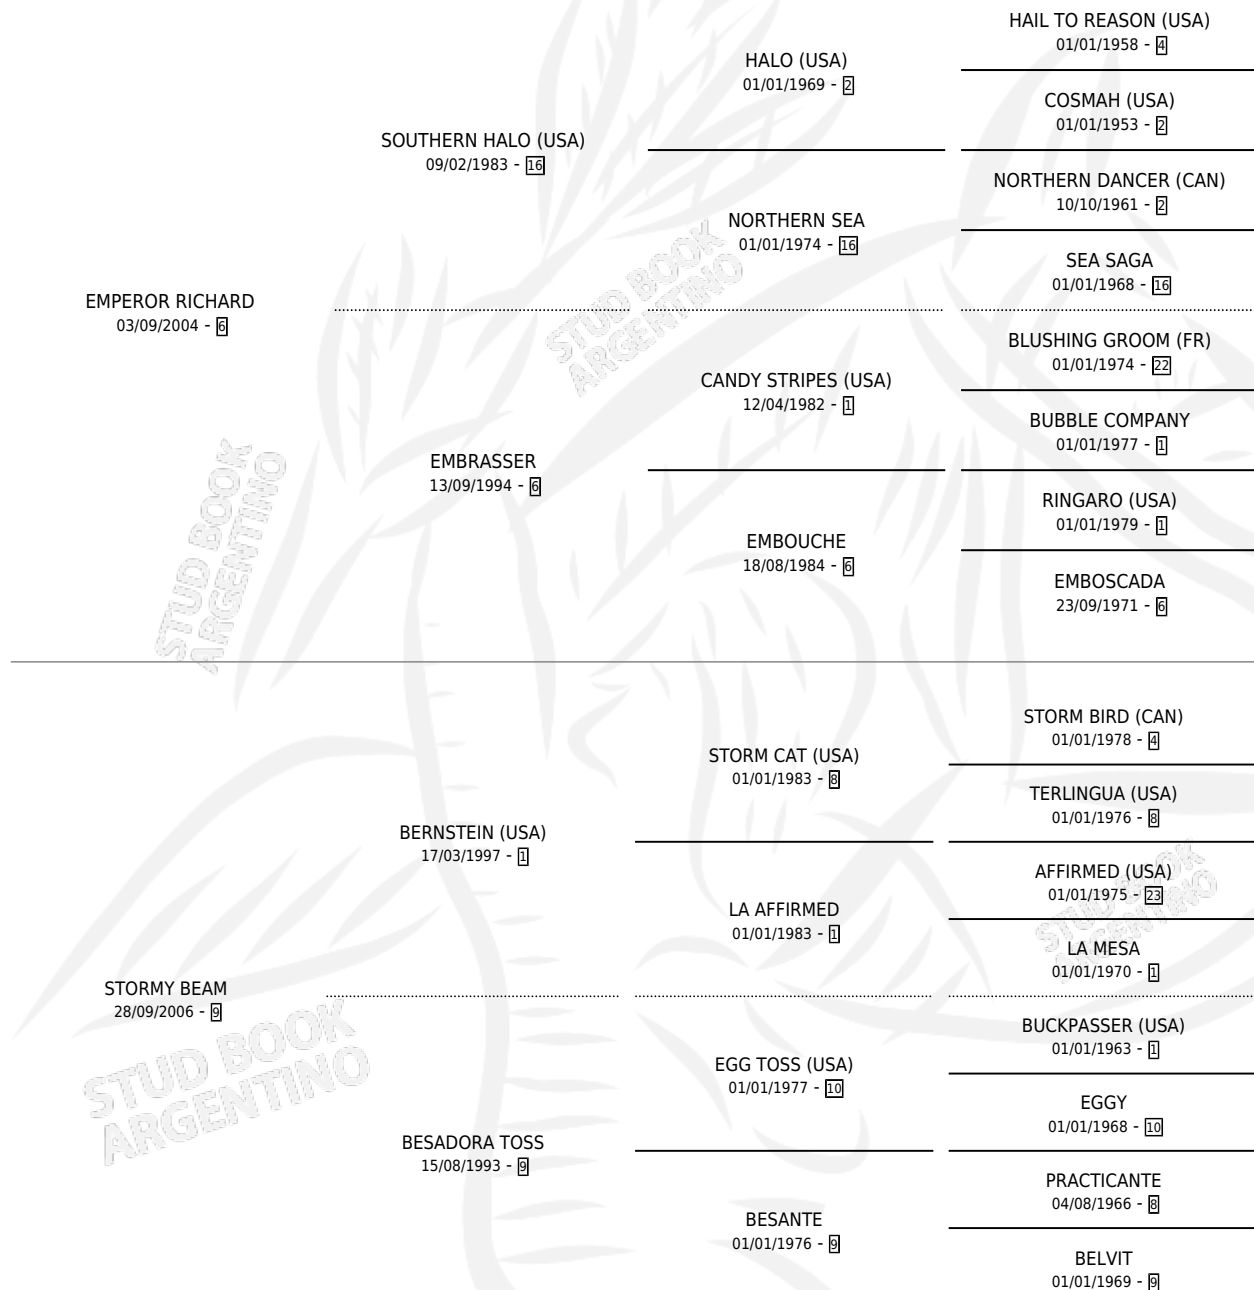 HAIL TO REASON (USA)
01/01/1958 - 4
HALO (USA)
01/01/1969 - 2
COSMAH (USA)
01/01/1953 - 2
SOUTHERN HALO (USA)
09/02/1983 - 16
NORTHERN DANCER (CAN)
10/10/1961 - 2
NORTHERN SEA
01/01/1974 - 16
SEA SAGA
01/01/1968 - 16
EMPEROR RICHARD
03/09/2004 - 6
BLUSHING GROOM (FR)
01/01/1974 - 22
CANDY STRIPES (USA)
12/04/1982 - 1
BUBBLE COMPANY
01/01/1977 - 1
EMBRASSER
13/09/1994 - 6
RINGARO (USA)
01/01/1979 - 1
EMBOUCHE
18/08/1984 - 6
EMBOSCADA
23/09/1971 - 6
STUD BOOK
ARGENTINO
STUD BOOK
ARGENTINO
STORM BIRD (CAN)
01/01/1978 - 4
STORM CAT (USA)
01/01/1983 - 8
TERLINGUA (USA)
01/01/1976 - 8
BERNSTEIN (USA)
17/03/1997 - 1
AFFIRMED (USA)
01/01/1975 - 23
LA AFFIRMED
01/01/1983 - 1
LA MESA
01/01/1970 - 1
STUD BOOK
ARGENTINO
STORMY BEAM
28/09/2006 - 9
BUCKPASSER (USA)
01/01/1963 - 1
EGG TOSS (USA)
01/01/1977 - 10
EGGY
01/01/1968 - 10
STUD BOOK
ARGENTINO
BESADORA TOSS
15/08/1993 - 9
PRACTICANTE
04/08/1966 - 8
BESANTE
01/01/1976 - 9
BELVIT
01/01/1969 - 9